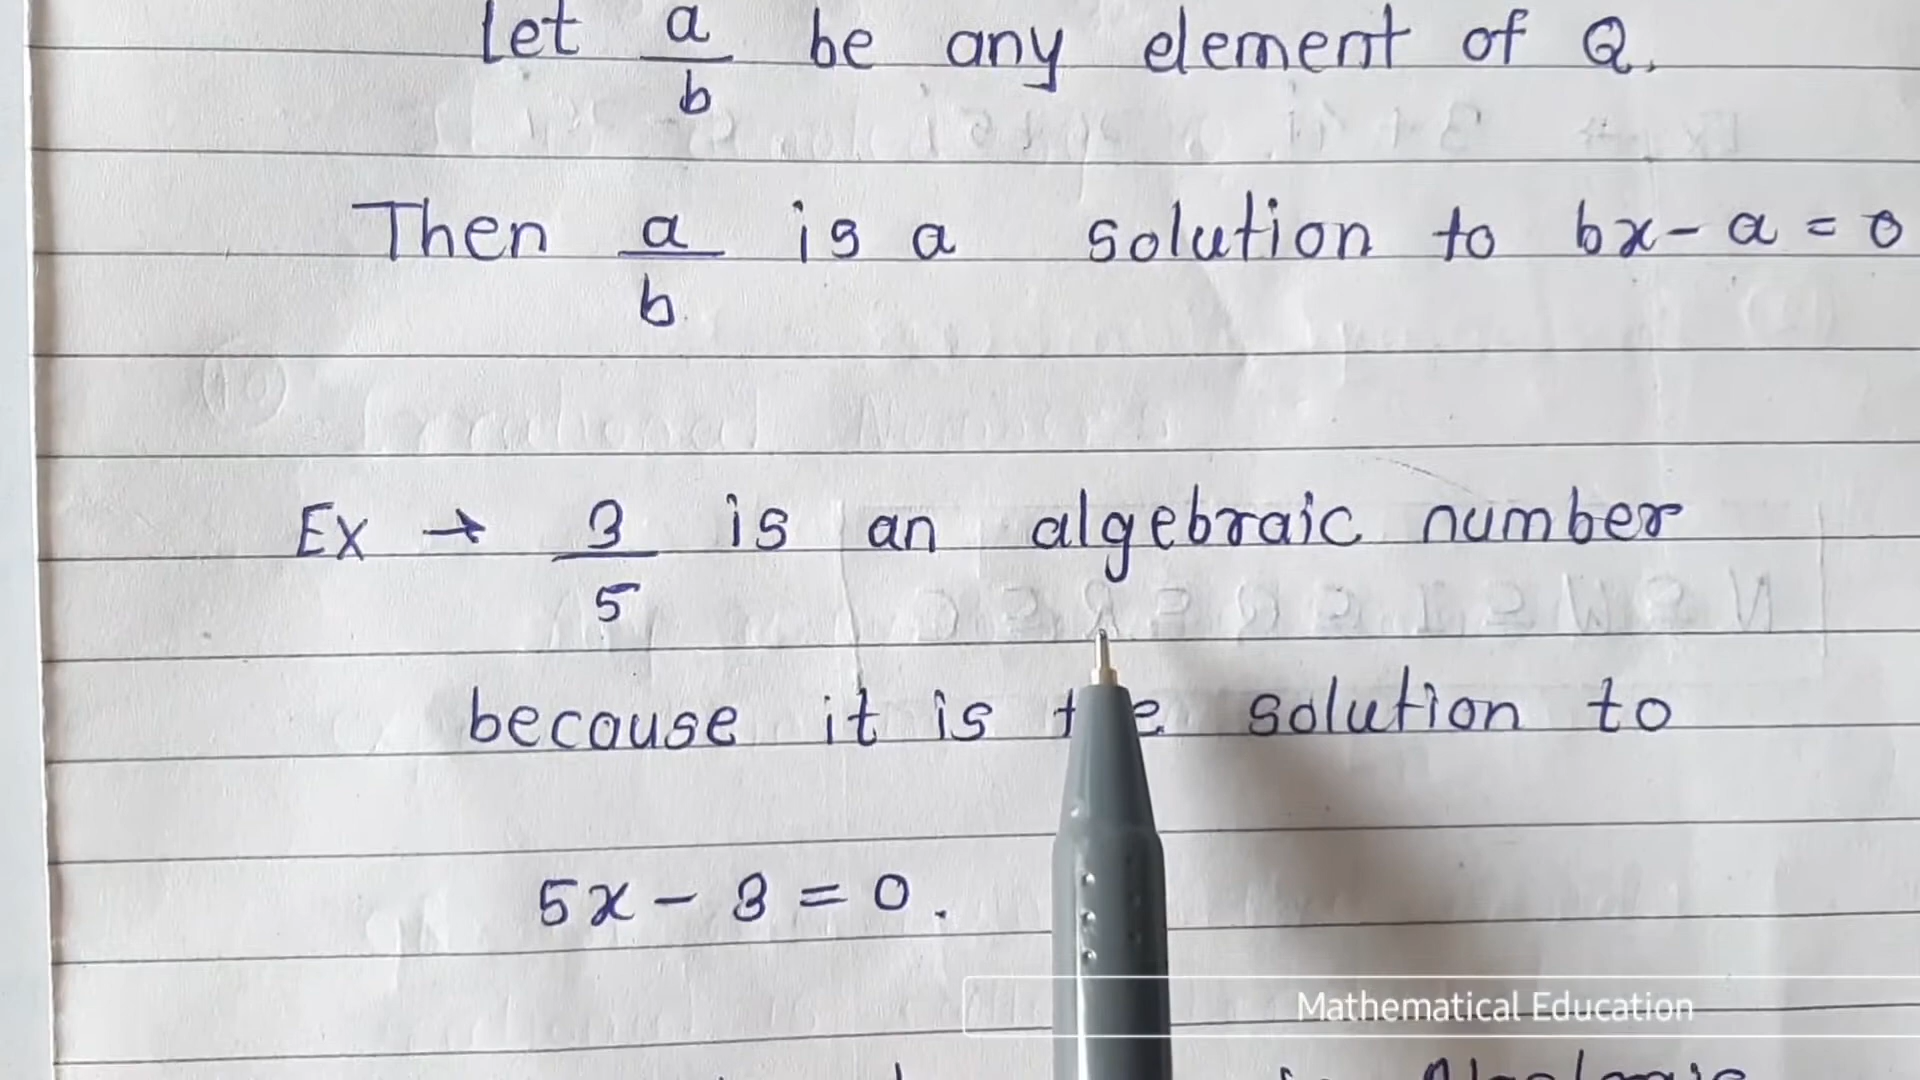 Let a/b be any element of Q.
Then a/b is a solution to bx - a = 0
Ex → 3/5 is an algebraic number
because it is the solution to
5x - 3 = 0.
Mathematical Education